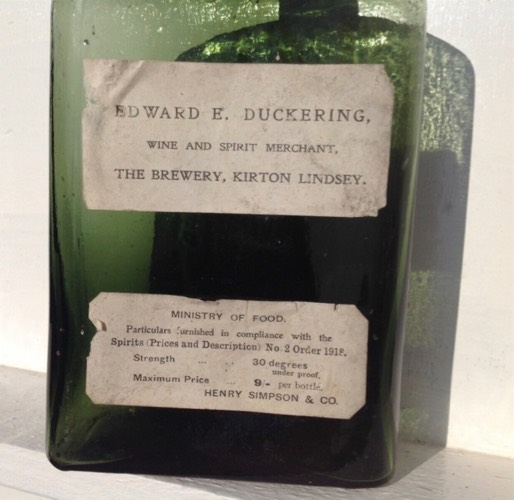 EDWARD E. DUCKERING,
WINE AND SPIRIT MERCHANT,
THE BREWERY, KIRTON LINDSEY.
MINISTRY OF FOOD.
Particulars furnished in compliance with the
Spirits (Prices and Description) No. 2 Order 1918.
Strength ... .. 30 degrees
under proof.
Maximum Price ... 9/- per bottle.
HENRY SIMPSON & CO.